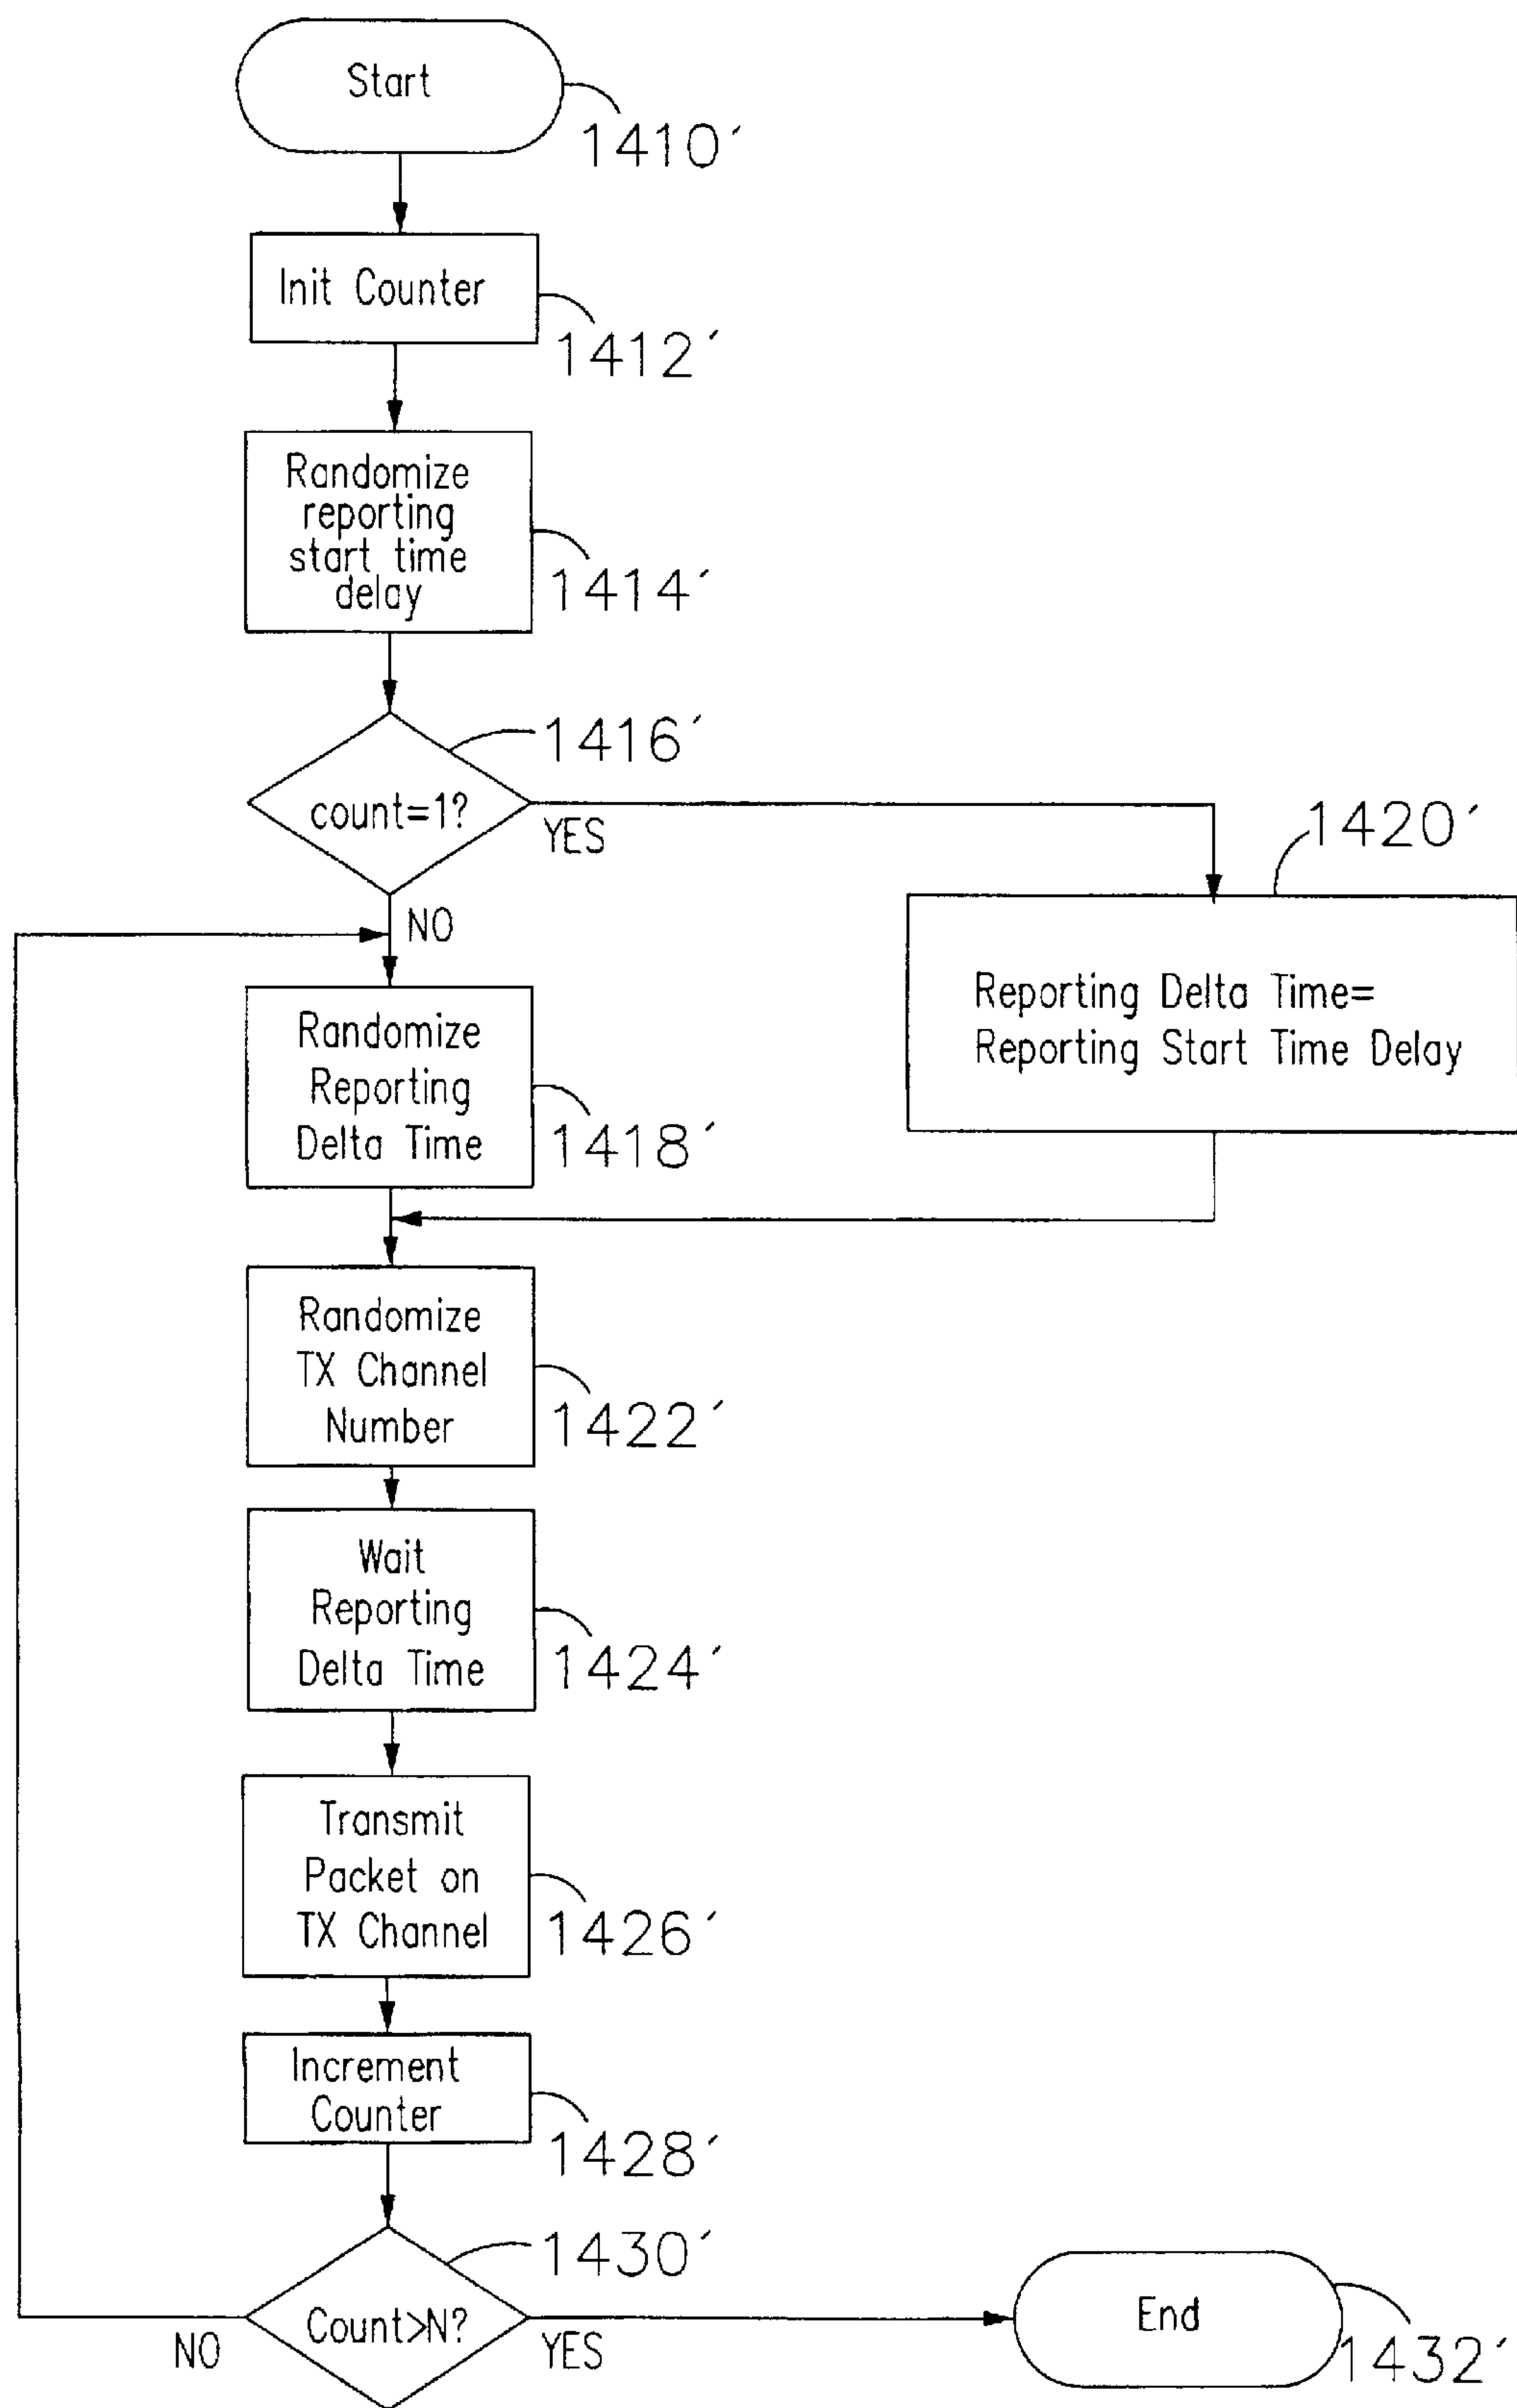 Start
1410´
Init Counter
1412´
Randomize
reporting
start time
delay
1414´
1416´
count=1?
YES
NO
1420´
Reporting Delta Time=
Reporting Start Time Delay
Randomize
Reporting
Delta Time
1418´
Randomize
TX Channel
Number
1422´
Wait
Reporting
Delta Time
1424´
Transmit
Packet on
TX Channel
1426´
Increment
Counter
1428´
1430´
Count>N?
NO
YES
End
1432´